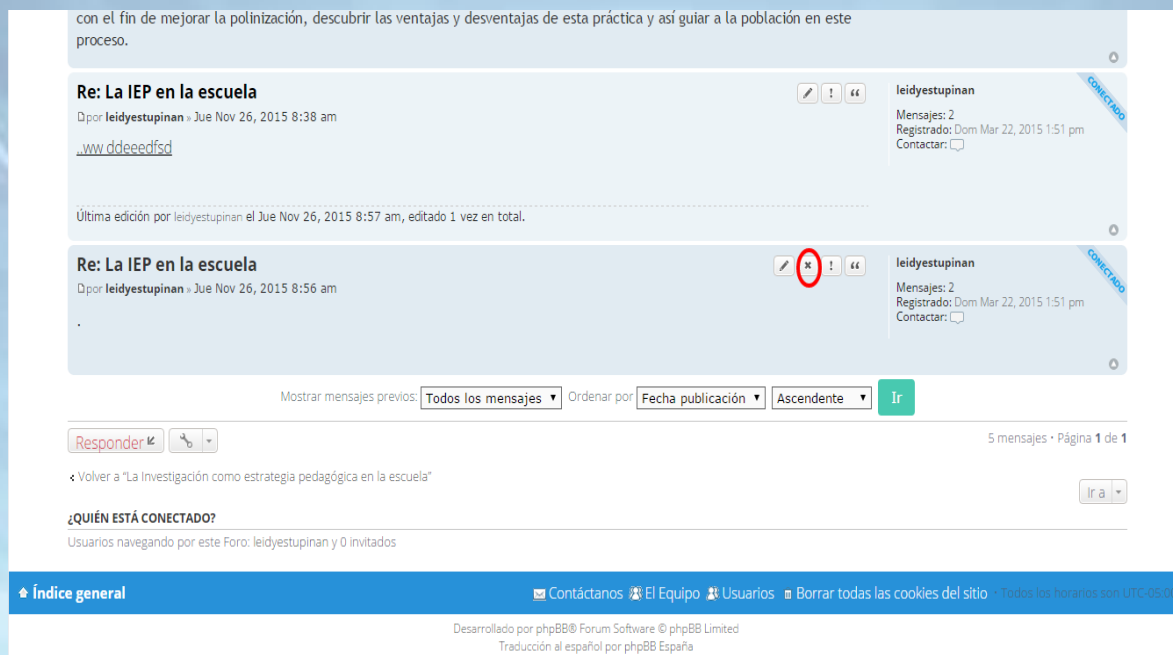 con el fin de mejorar la polinización, descubrir las ventajas y desventajas de esta práctica y así guiar a la población en este
proceso.
Re: La IEP en la escuela
por leidyestupinan » Jue Nov 26, 2015 8:38 am
..ww ddeeedfsd
Última edición por leidyestupinan el Jue Nov 26, 2015 8:57 am, editado 1 vez en total.
leidyestupinan
Mensajes: 2
Registrado: Dom Mar 22, 2015 1:51 pm
Contactar:
CONECTADO
Re: La IEP en la escuela
por leidyestupinan » Jue Nov 26, 2015 8:56 am
.
leidyestupinan
Mensajes: 2
Registrado: Dom Mar 22, 2015 1:51 pm
Contactar:
CONECTADO
Mostrar mensajes previos: Todos los mensajes Ordenar por Fecha publicación Ascendente Ir
Responder
5 mensajes • Página 1 de 1
Volver a "La Investigación como estrategia pedagógica en la escuela"
Ir a
¿QUIÉN ESTÁ CONECTADO?
Usuarios navegando por este Foro: leidyestupinan y 0 invitados
Índice general Contáctanos El Equipo Usuarios Borrar todas las cookies del sitio • Todos los horarios son UTC-05:00
Desarrollado por phpBB® Forum Software © phpBB Limited
Traducción al español por phpBB España